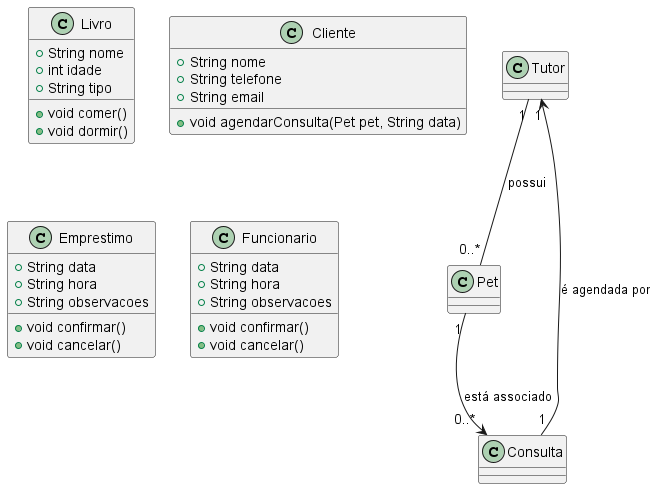 C Livro
String nome
int idade
String tipo
void comer()
void dormir()
C Cliente
String nome
String telefone
String email
void agendarConsulta(Pet pet, String data)
C Tutor
1
1
possui
0..*
C Emprestimo
String data
String hora
String observacoes
void confirmar()
void cancelar()
C Funcionario
String data
String hora
String observacoes
void confirmar()
void cancelar()
C Pet
é agendada por
1
está associado
0..*
1
C Consulta